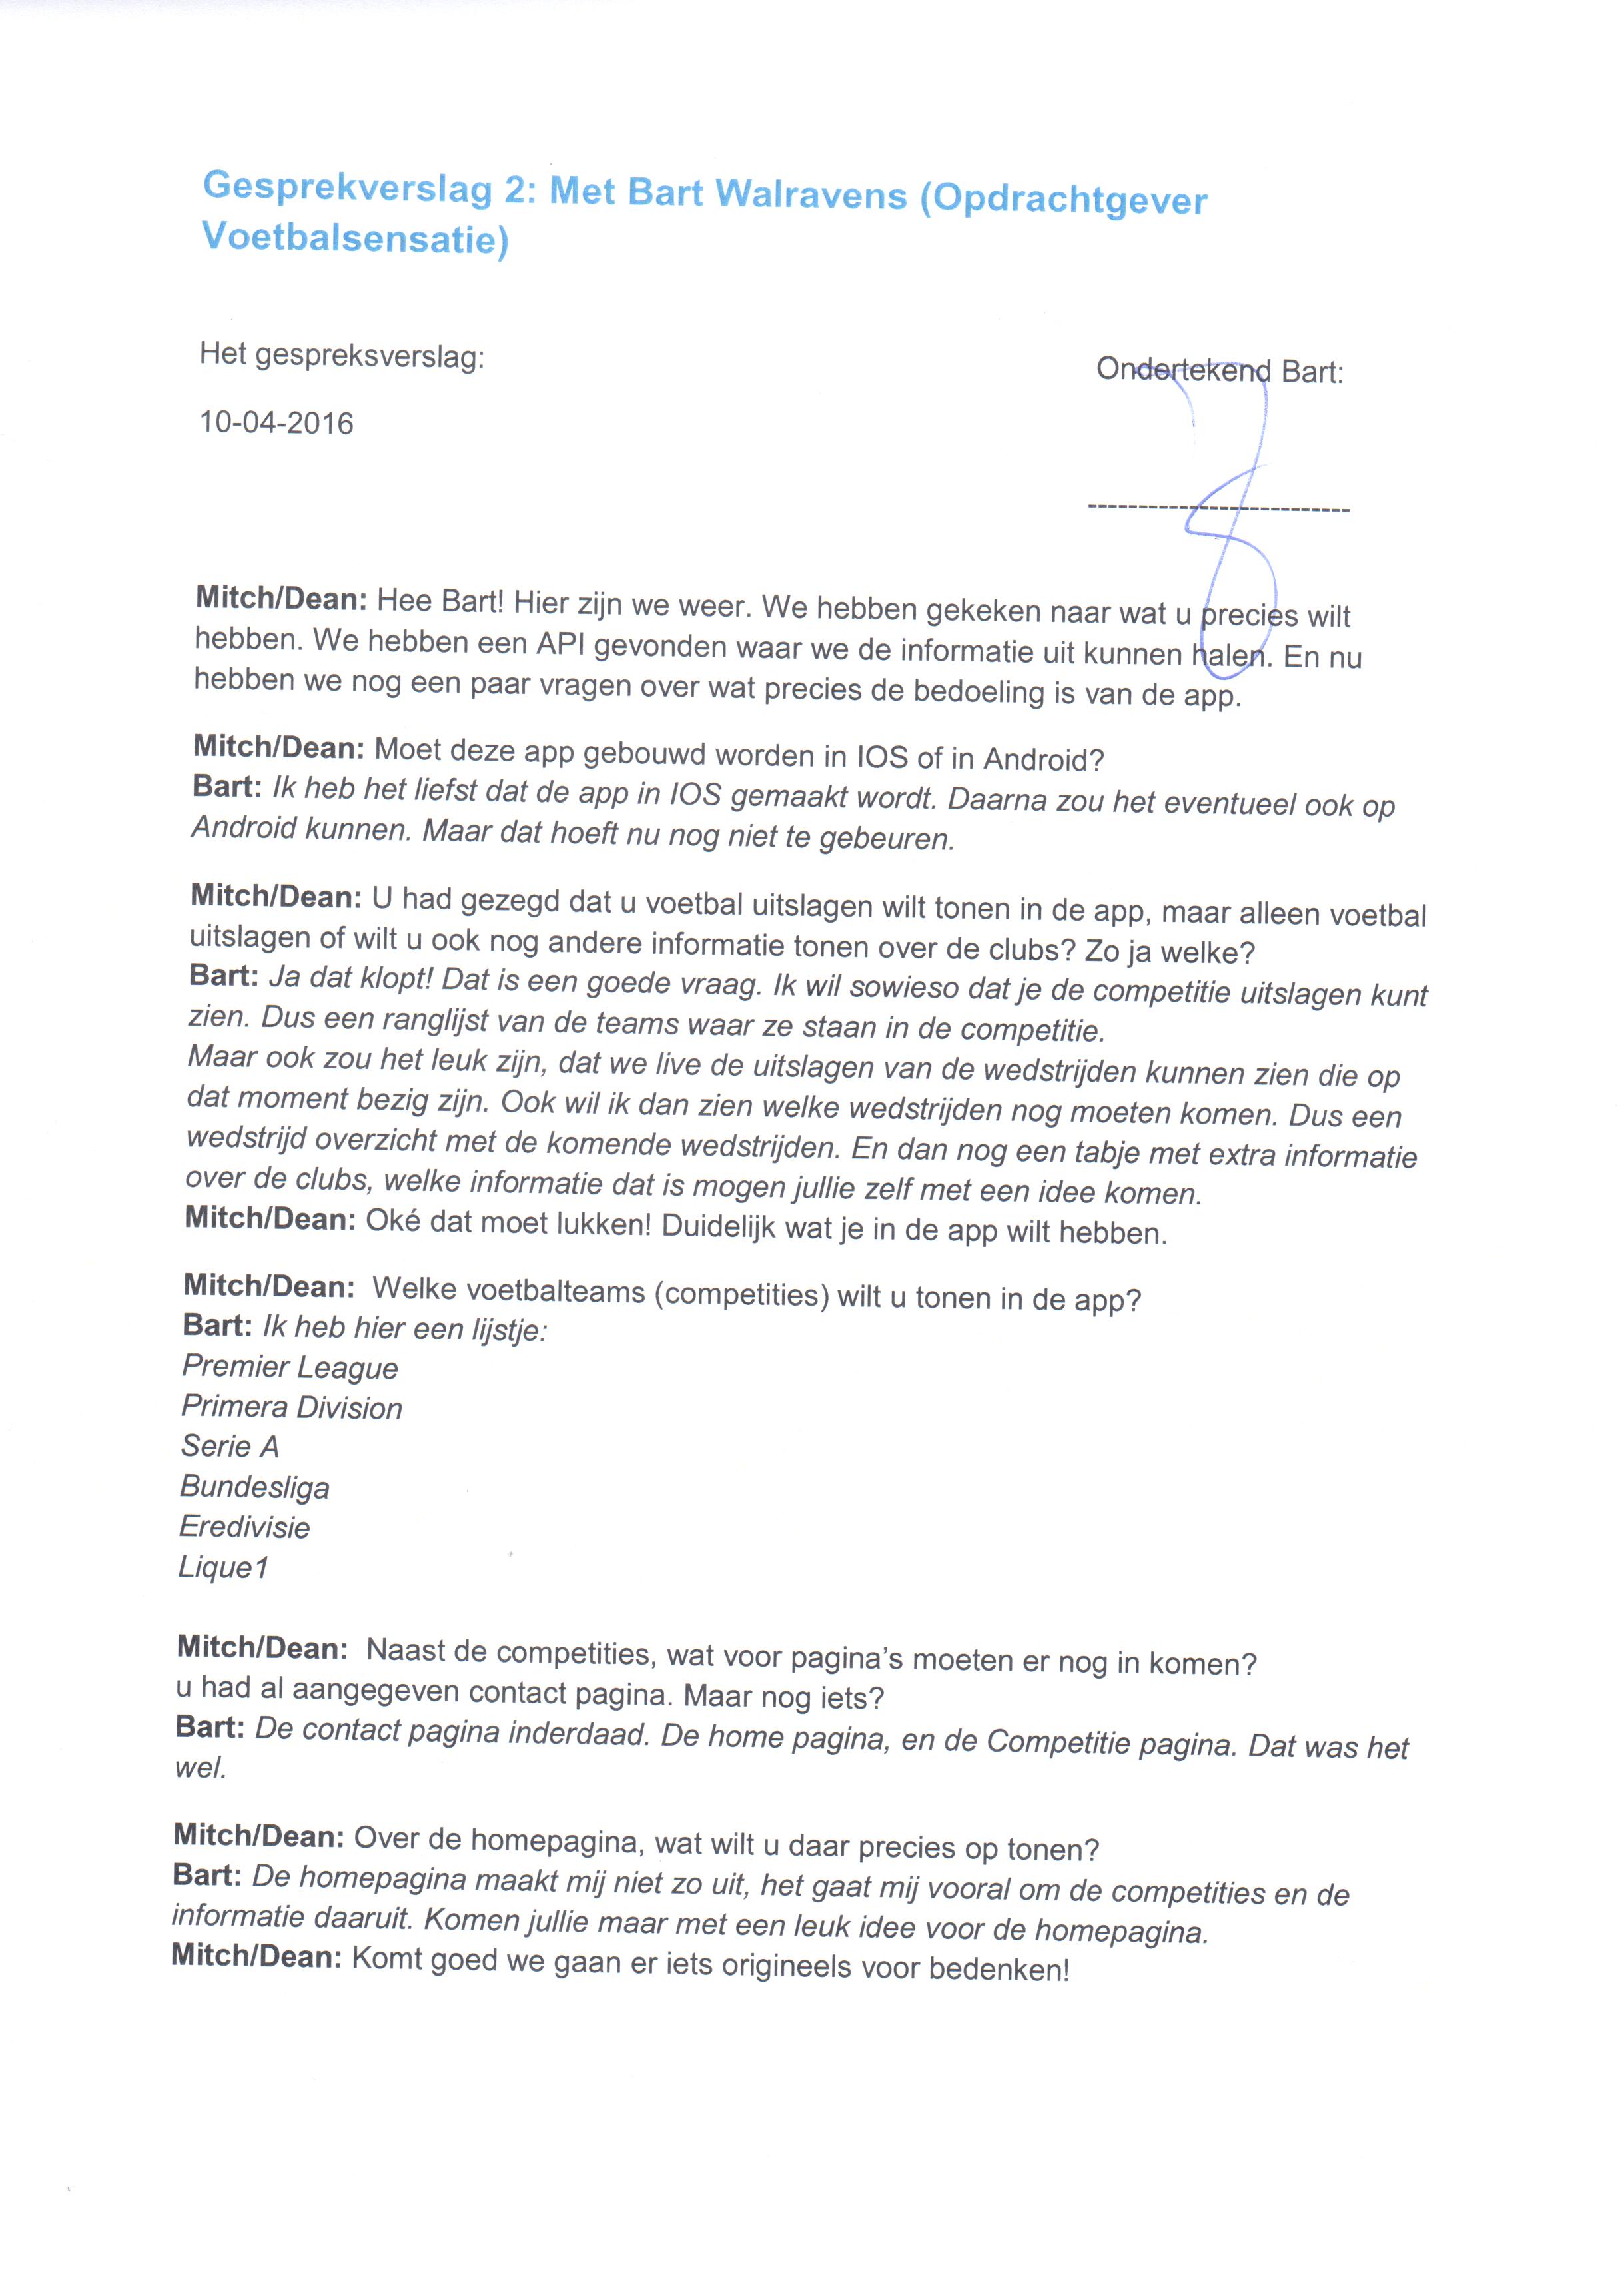 Gesprekverslag 2: Met Bart Walravens (Opdrachtgever
Voetbalsensatie)
Het gespreksverslag:
Ondertekend Bart:
10-04-2016
--------------------------
Mitch/Dean: Hee Bart! Hier zijn we weer. We hebben gekeken naar wat u precies wilt
hebben. We hebben een API gevonden waar we de informatie uit kunnen halen. En nu
hebben we nog een paar vragen over wat precies de bedoeling is van de app.
Mitch/Dean: Moet deze app gebouwd worden in IOS of in Android?
Bart: Ik heb het liefst dat de app in IOS gemaakt wordt. Daarna zou het eventueel ook op
Android kunnen. Maar dat hoeft nu nog niet te gebeuren.
Mitch/Dean: U had gezegd dat u voetbal uitslagen wilt tonen in de app, maar alleen voetbal
uitslagen of wilt u ook nog andere informatie tonen over de clubs? Zo ja welke?
Bart: Ja dat klopt! Dat is een goede vraag. Ik wil sowieso dat je de competitie uitslagen kunt
zien. Dus een ranglijst van de teams waar ze staan in de competitie.
Maar ook zou het leuk zijn, dat we live de uitslagen van de wedstrijden kunnen zien die op
dat moment bezig zijn. Ook wil ik dan zien welke wedstrijden nog moeten komen. Dus een
wedstrijd overzicht met de komende wedstrijden. En dan nog een tabje met extra informatie
over de clubs, welke informatie dat is mogen jullie zelf met een idee komen.
Mitch/Dean: Oké dat moet lukken! Duidelijk wat je in de app wilt hebben.
Mitch/Dean: Welke voetbalteams (competities) wilt u tonen in de app?
Bart: Ik heb hier een lijstje:
Premier League
Primera Division
Serie A
Bundesliga
Eredivisie
Lique1
Mitch/Dean: Naast de competities, wat voor pagina's moeten er nog in komen?
u had al aangegeven contact pagina. Maar nog iets?
Bart: De contact pagina inderdaad. De home pagina, en de Competitie pagina. Dat was het
wel.
Mitch/Dean: Over de homepagina, wat wilt u daar precies op tonen?
Bart: De homepagina maakt mij niet zo uit, het gaat mij vooral om de competities en de
informatie daaruit. Komen jullie maar met een leuk idee voor de homepagina.
Mitch/Dean: Komt goed we gaan er iets origineels voor bedenken!